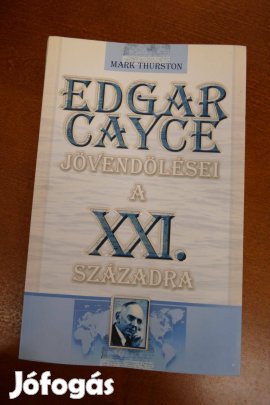 MARK THURSTON
EDGAR
CAYCE
JÖVENDÖLÉSEI
A
XXI.
SZÁZADRA
Jófogás